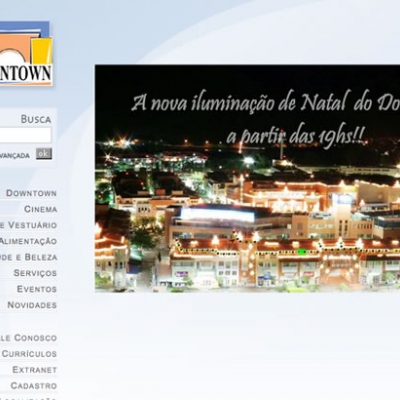 NTOWN
BUSCA
AVANÇADA ok
A nova iluminação de Natal do Do
a partir das 19hs!!
DOWNTOWN
CINEMA
E VESTUÁRIO
ALIMENTAÇÃO
DE E BELEZA
SERVIÇOS
EVENTOS
NOVIDADES
LE CONOSCO
CURRÍCULOS
EXTRANET
CADASTRO